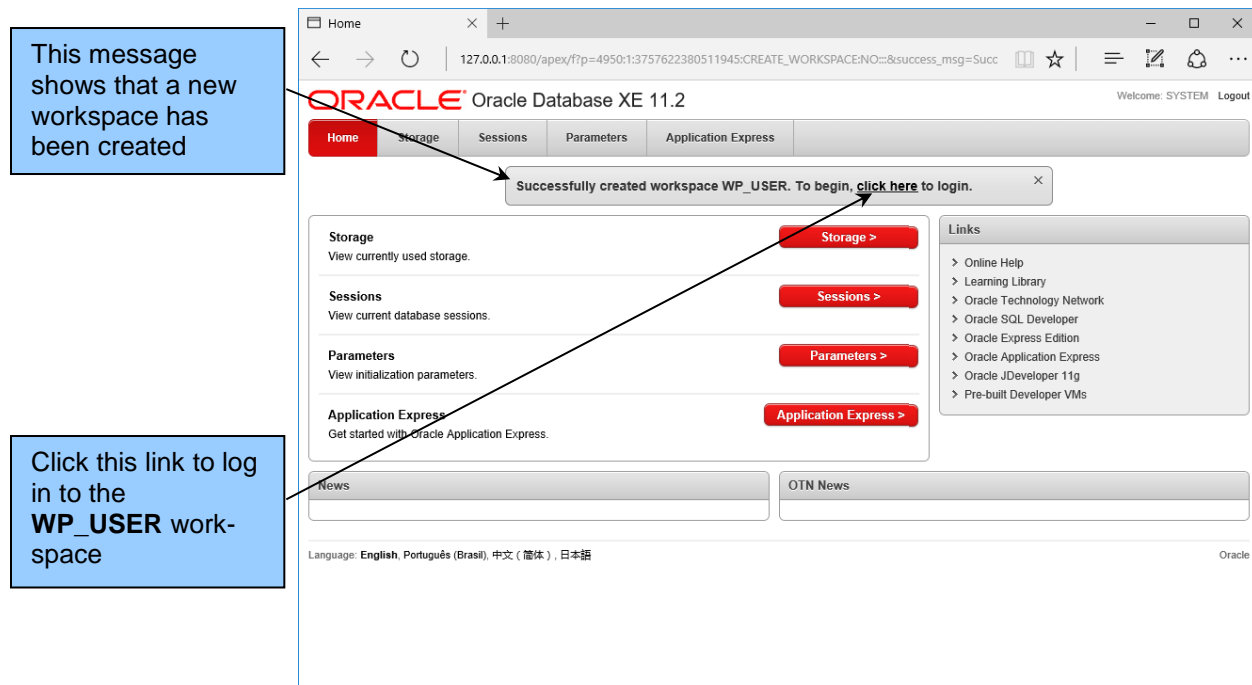 This message
shows that a new
workspace has
been created
Click this link to log
in to the
WP_USER work-
space
Home
127.0.0.1:8080/apex/f?p=4950:1:3757622380511945:CREATE_WORKSPACE:NO:::&success_msg=Succ
ORACLE Oracle Database XE 11.2
Welcome: SYSTEM Logout
Home Storage Sessions Parameters Application Express
Successfully created workspace WP_USER. To begin, click here to login.
Storage
View currently used storage.
Storage >
Sessions
View current database sessions.
Sessions >
Parameters
View initialization parameters.
Parameters >
Application Express
Get started with Oracle Application Express.
Application Express >
Links
> Online Help
> Learning Library
> Oracle Technology Network
> Oracle SQL Developer
> Oracle Express Edition
> Oracle Application Express
> Oracle JDeveloper 11g
> Pre-built Developer VMs
News
OTN News
Language: English, Português (Brasil), 中文 ( 简体 ) , 日本語
Oracle